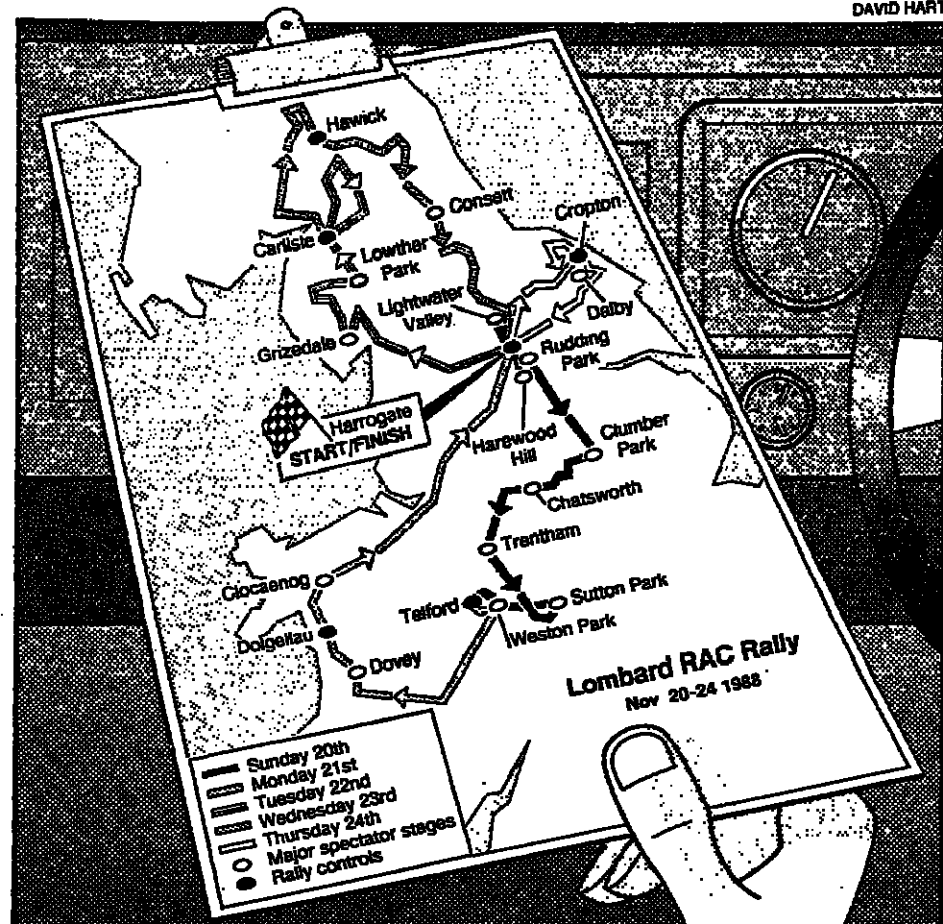 DAVID HART
Hawick
Consett
Cropton
Carlisle
Lowther
Park
Lightwater
Valley
Dalby
Grizedale
Rudding
Park
Harrogate
START/FINISH
Harewood
Hill
Clumber
Park
Chatsworth
Trentham
Clocaenog
Telford
Sutton Park
Weston Park
Dolgellau
Dovey
Lombard RAC Rally
Nov 20-24 1988
Sunday 20th
Monday 21st
Tuesday 22nd
Wednesday 23rd
Thursday 24th
Major spectator stages
Rally controls